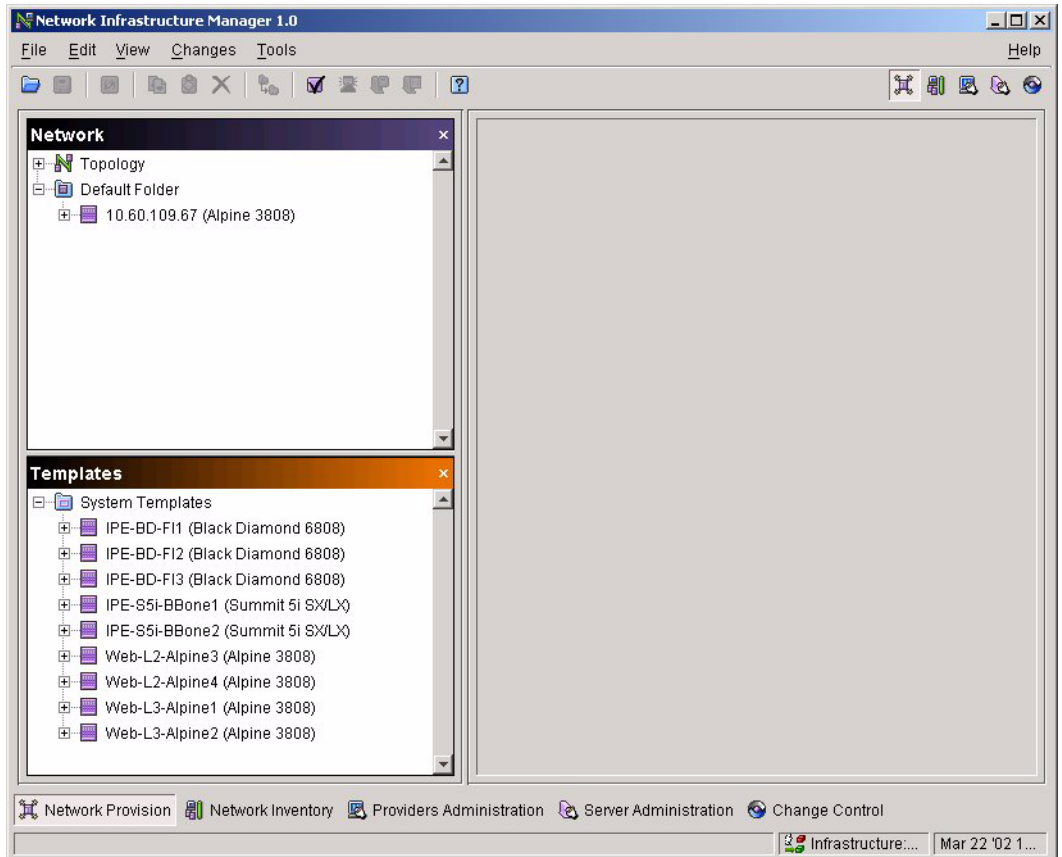 Network Infrastructure Manager 1.0
File Edit View Changes Tools Help
Network
Topology
Default Folder
10.60.109.67 (Alpine 3808)
Templates
System Templates
IPE-BD-Fl1 (Black Diamond 6808)
IPE-BD-Fl2 (Black Diamond 6808)
IPE-BD-Fl3 (Black Diamond 6808)
IPE-S5i-BBone1 (Summit 5i SX/LX)
IPE-S5i-BBone2 (Summit 5i SX/LX)
Web-L2-Alpine3 (Alpine 3808)
Web-L2-Alpine4 (Alpine 3808)
Web-L3-Alpine1 (Alpine 3808)
Web-L3-Alpine2 (Alpine 3808)
Network Provision Network Inventory Providers Administration Server Administration Change Control
Infrastructure:... Mar 22 '02 1...